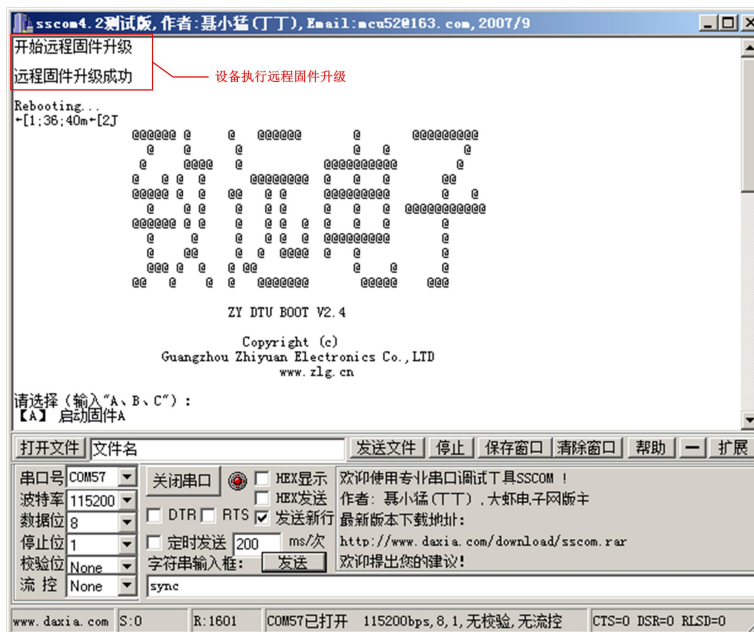 sscom4.2测试版,作者:聂小猛(丁丁),Email:mcu52@163.com,2007/9
开始远程固件升级
远程固件升级成功
设备执行远程固件升级
Rebooting...
←[1;36;40m←[2J
致远电子
ZY DTU BOOT V2.4
Copyright (c)
Guangzhou Zhiyuan Electronics Co.,LTD
www.zlg.cn
请选择(输入"A、B、C"):
【A】 启动固件A
打开文件 文件名 发送文件 停止 保存窗口 清除窗口 帮助 — 扩展
串口号 COM57 关闭串口 HEX显示 欢迎使用专业串口调试工具SSCOM !
波特率 115200 HEX发送 作者: 聂小猛(丁丁) .大虾电子网版主
数据位 8 DTR RTS 发送新行 最新版本下载地址:
停止位 1 定时发送 200 ms/次 http://www.daxia.com/download/sscom.rar
校验位 None 字符串输入框: 发送 欢迎提出您的建议!
流 控 None sync
www.daxia.com S:0 R:1601 COM57已打开 115200bps,8,1,无校验,无流控 CTS=0 DSR=0 RLSD=0